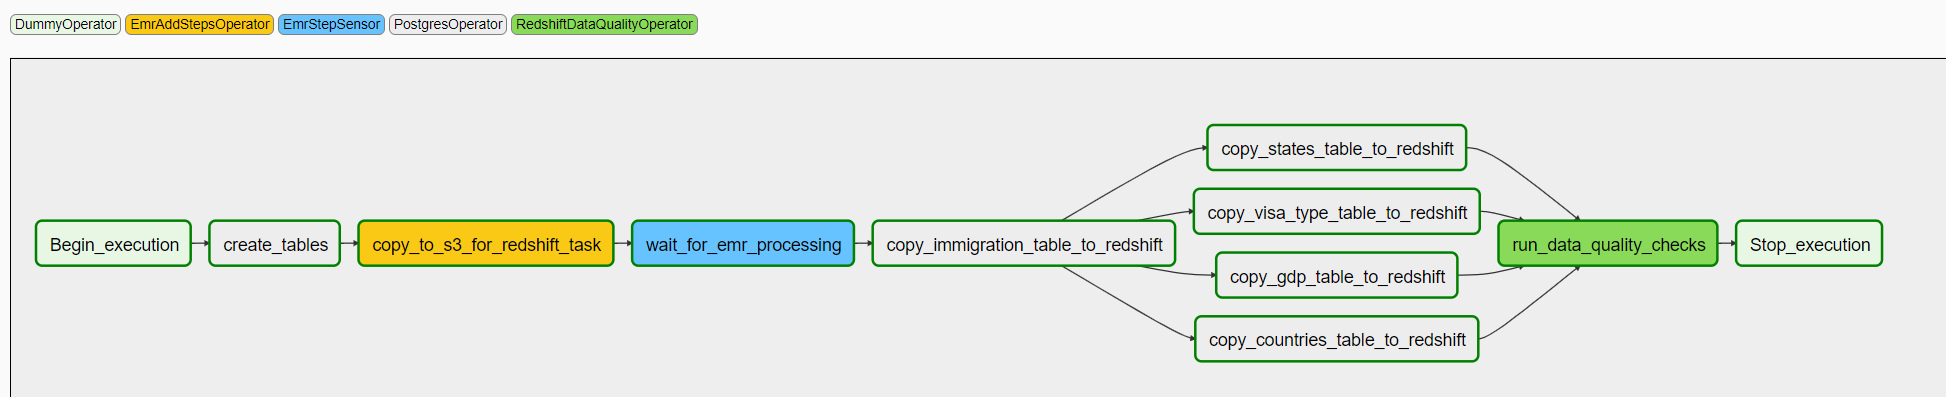 DummyOperator EmrAddStepsOperator EmrStepSensor PostgresOperator RedshiftDataQualityOperator
Begin_execution
create_tables
copy_to_s3_for_redshift_task
wait_for_emr_processing
copy_immigration_table_to_redshift
copy_states_table_to_redshift
copy_visa_type_table_to_redshift
copy_gdp_table_to_redshift
copy_countries_table_to_redshift
run_data_quality_checks
Stop_execution